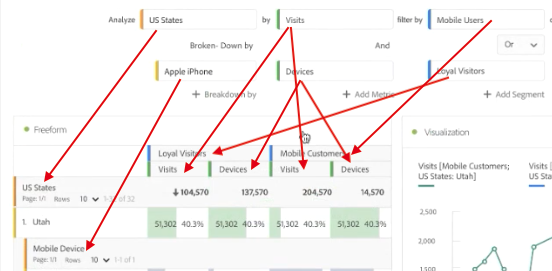 Analyze US States by Visits filter by Mobile Users
Broken- Down by And Or
Apple iPhone Devices Loyal Visitors
+ Breakdown by + Add Metric + Add Segment
Freeform
Visualization
Loyal Visitors Mobile Customers
Visits Devices Visits Devices
US States
Page: 1/1 Rows 10 of 32
104,570 137,570 204,570 14,570
1. Utah 51,302 40.3% 51,302 40.3% 51,302 40.3% 51,302 40.3%
Mobile Device
Page: 1/1 Rows 10 1-1 of 1
Visits [Mobile Customers;
US States: Utah]
Visits [
US Stat
2,500
2,000
1,500